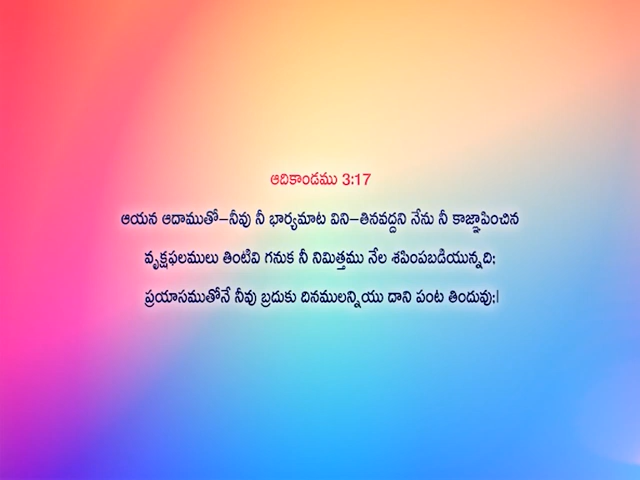 ఆదికాండము 3:17
ఆయన ఆదాముతో-నీవు నీ భార్యమాట విని-తినవద్దని నేను నీ కాజ్ఞాపించిన
వృక్షఫలములు తింటివి గనుక నీ నిమిత్తము నేల శపింపబడియున్నది;
ప్రయాసముతోనే నీవు బ్రదుకు దినములన్నియు దాని పంట తిందువు;|